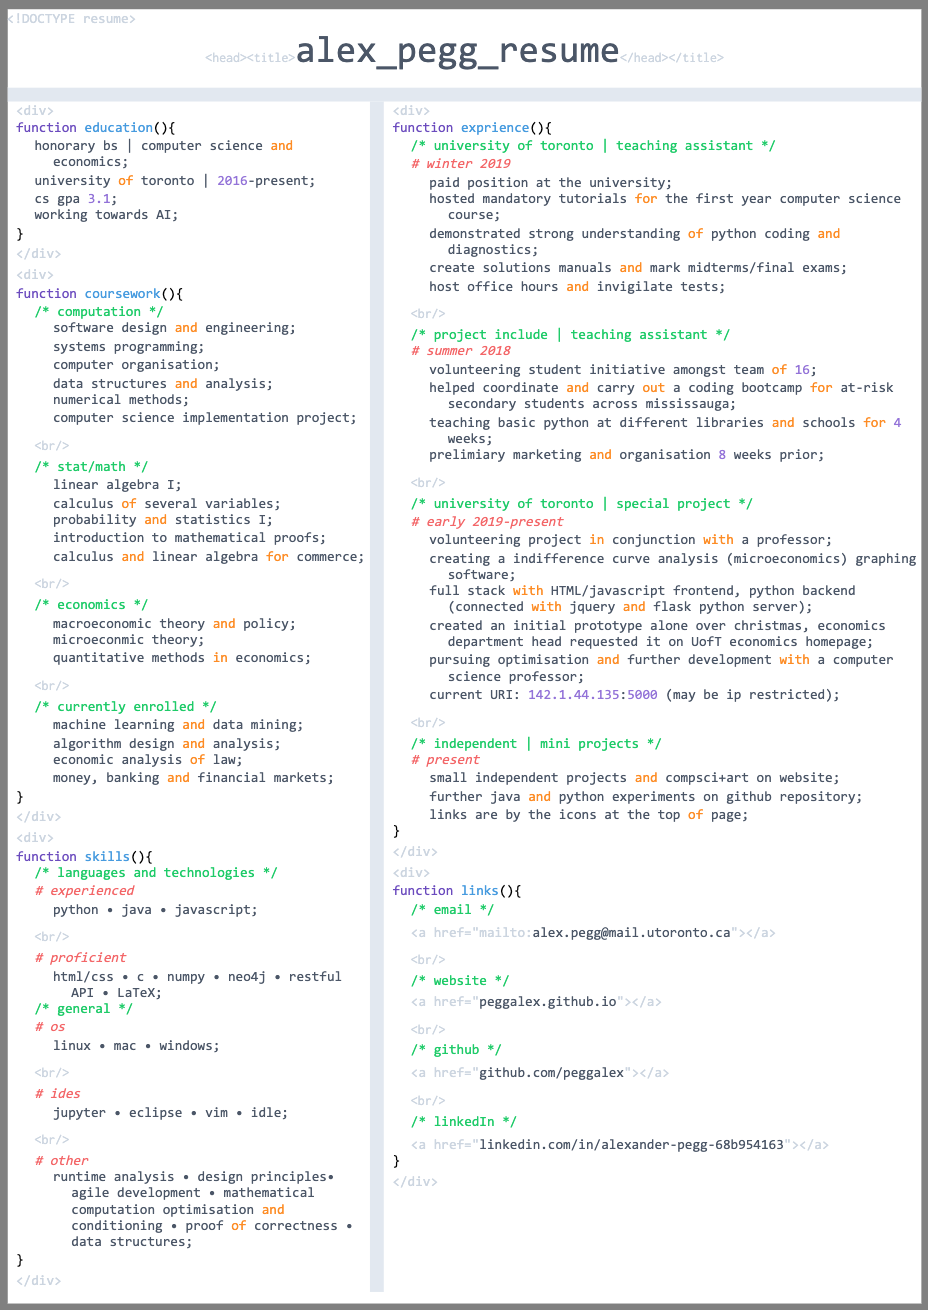 <!DOCTYPE resume>
<head><title>alex_pegg_resume</head></title>
<div>
function education(){
honorary bs | computer science and
economics;
university of toronto | 2016-present;
cs gpa 3.1;
working towards AI;
}
</div>
<div>
function coursework(){
/* computation */
software design and engineering;
systems programming;
computer organisation;
data structures and analysis;
numerical methods;
computer science implementation project;
<br/>
/* stat/math */
linear algebra I;
calculus of several variables;
probability and statistics I;
introduction to mathematical proofs;
calculus and linear algebra for commerce;
<br/>
/* economics */
macroeconomic theory and policy;
microeconmic theory;
quantitative methods in economics;
<br/>
/* currently enrolled */
machine learning and data mining;
algorithm design and analysis;
economic analysis of law;
money, banking and financial markets;
}
</div>
<div>
function skills(){
/* languages and technologies */
# experienced
python • java • javascript;
<br/>
# proficient
html/css • c • numpy • neo4j • restful
API • LaTeX;
/* general */
# os
linux • mac • windows;
<br/>
# ides
jupyter • eclipse • vim • idle;
<br/>
# other
runtime analysis • design principles•
agile development • mathematical
computation optimisation and
conditioning • proof of correctness •
data structures;
}
</div>
<div>
function exprience(){
/* university of toronto | teaching assistant */
# winter 2019
paid position at the university;
hosted mandatory tutorials for the first year computer science
course;
demonstrated strong understanding of python coding and
diagnostics;
create solutions manuals and mark midterms/final exams;
host office hours and invigilate tests;
<br/>
/* project include | teaching assistant */
# summer 2018
volunteering student initiative amongst team of 16;
helped coordinate and carry out a coding bootcamp for at-risk
secondary students across mississauga;
teaching basic python at different libraries and schools for 4
weeks;
prelimiary marketing and organisation 8 weeks prior;
<br/>
/* university of toronto | special project */
# early 2019-present
volunteering project in conjunction with a professor;
creating a indifference curve analysis (microeconomics) graphing
software;
full stack with HTML/javascript frontend, python backend
(connected with jquery and flask python server);
created an initial prototype alone over christmas, economics
department head requested it on UofT economics homepage;
pursuing optimisation and further development with a computer
science professor;
current URI: 142.1.44.135:5000 (may be ip restricted);
<br/>
/* independent | mini projects */
# present
small independent projects and compsci+art on website;
further java and python experiments on github repository;
links are by the icons at the top of page;
}
</div>
<div>
function links(){
/* email */
<a href="mailto:alex.pegg@mail.utoronto.ca"></a>
<br/>
/* website */
<a href="peggalex.github.io"></a>
<br/>
/* github */
<a href="github.com/peggalex"></a>
<br/>
/* linkedIn */
<a href="linkedin.com/in/alexander-pegg-68b954163"></a>
}
</div>